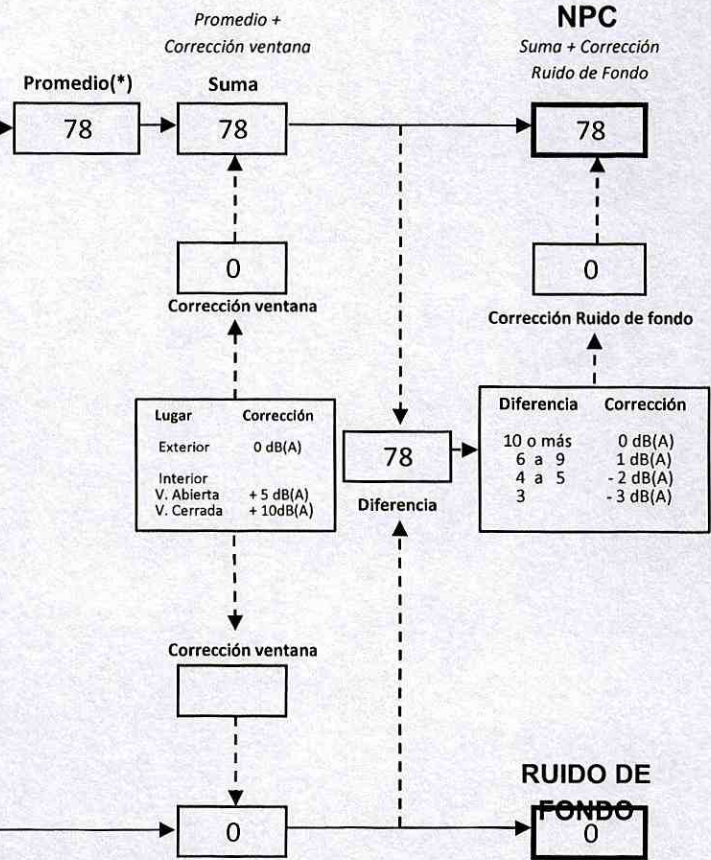 Promedio +
Corrección ventana
NPC
Suma + Corrección
Ruido de Fondo
Promedio(*)
Suma
78
78
78
0
0
Corrección ventana
Corrección Ruido de fondo
Lugar Corrección
Exterior 0 dB(A)
Interior
V. Abierta + 5 dB(A)
V. Cerrada + 10dB(A)
78
Diferencia
Diferencia Corrección
10 o más 0 dB(A)
6 a 9 1 dB(A)
4 a 5 - 2 dB(A)
3 - 3 dB(A)
Corrección ventana
RUIDO DE
FONDO
0
0